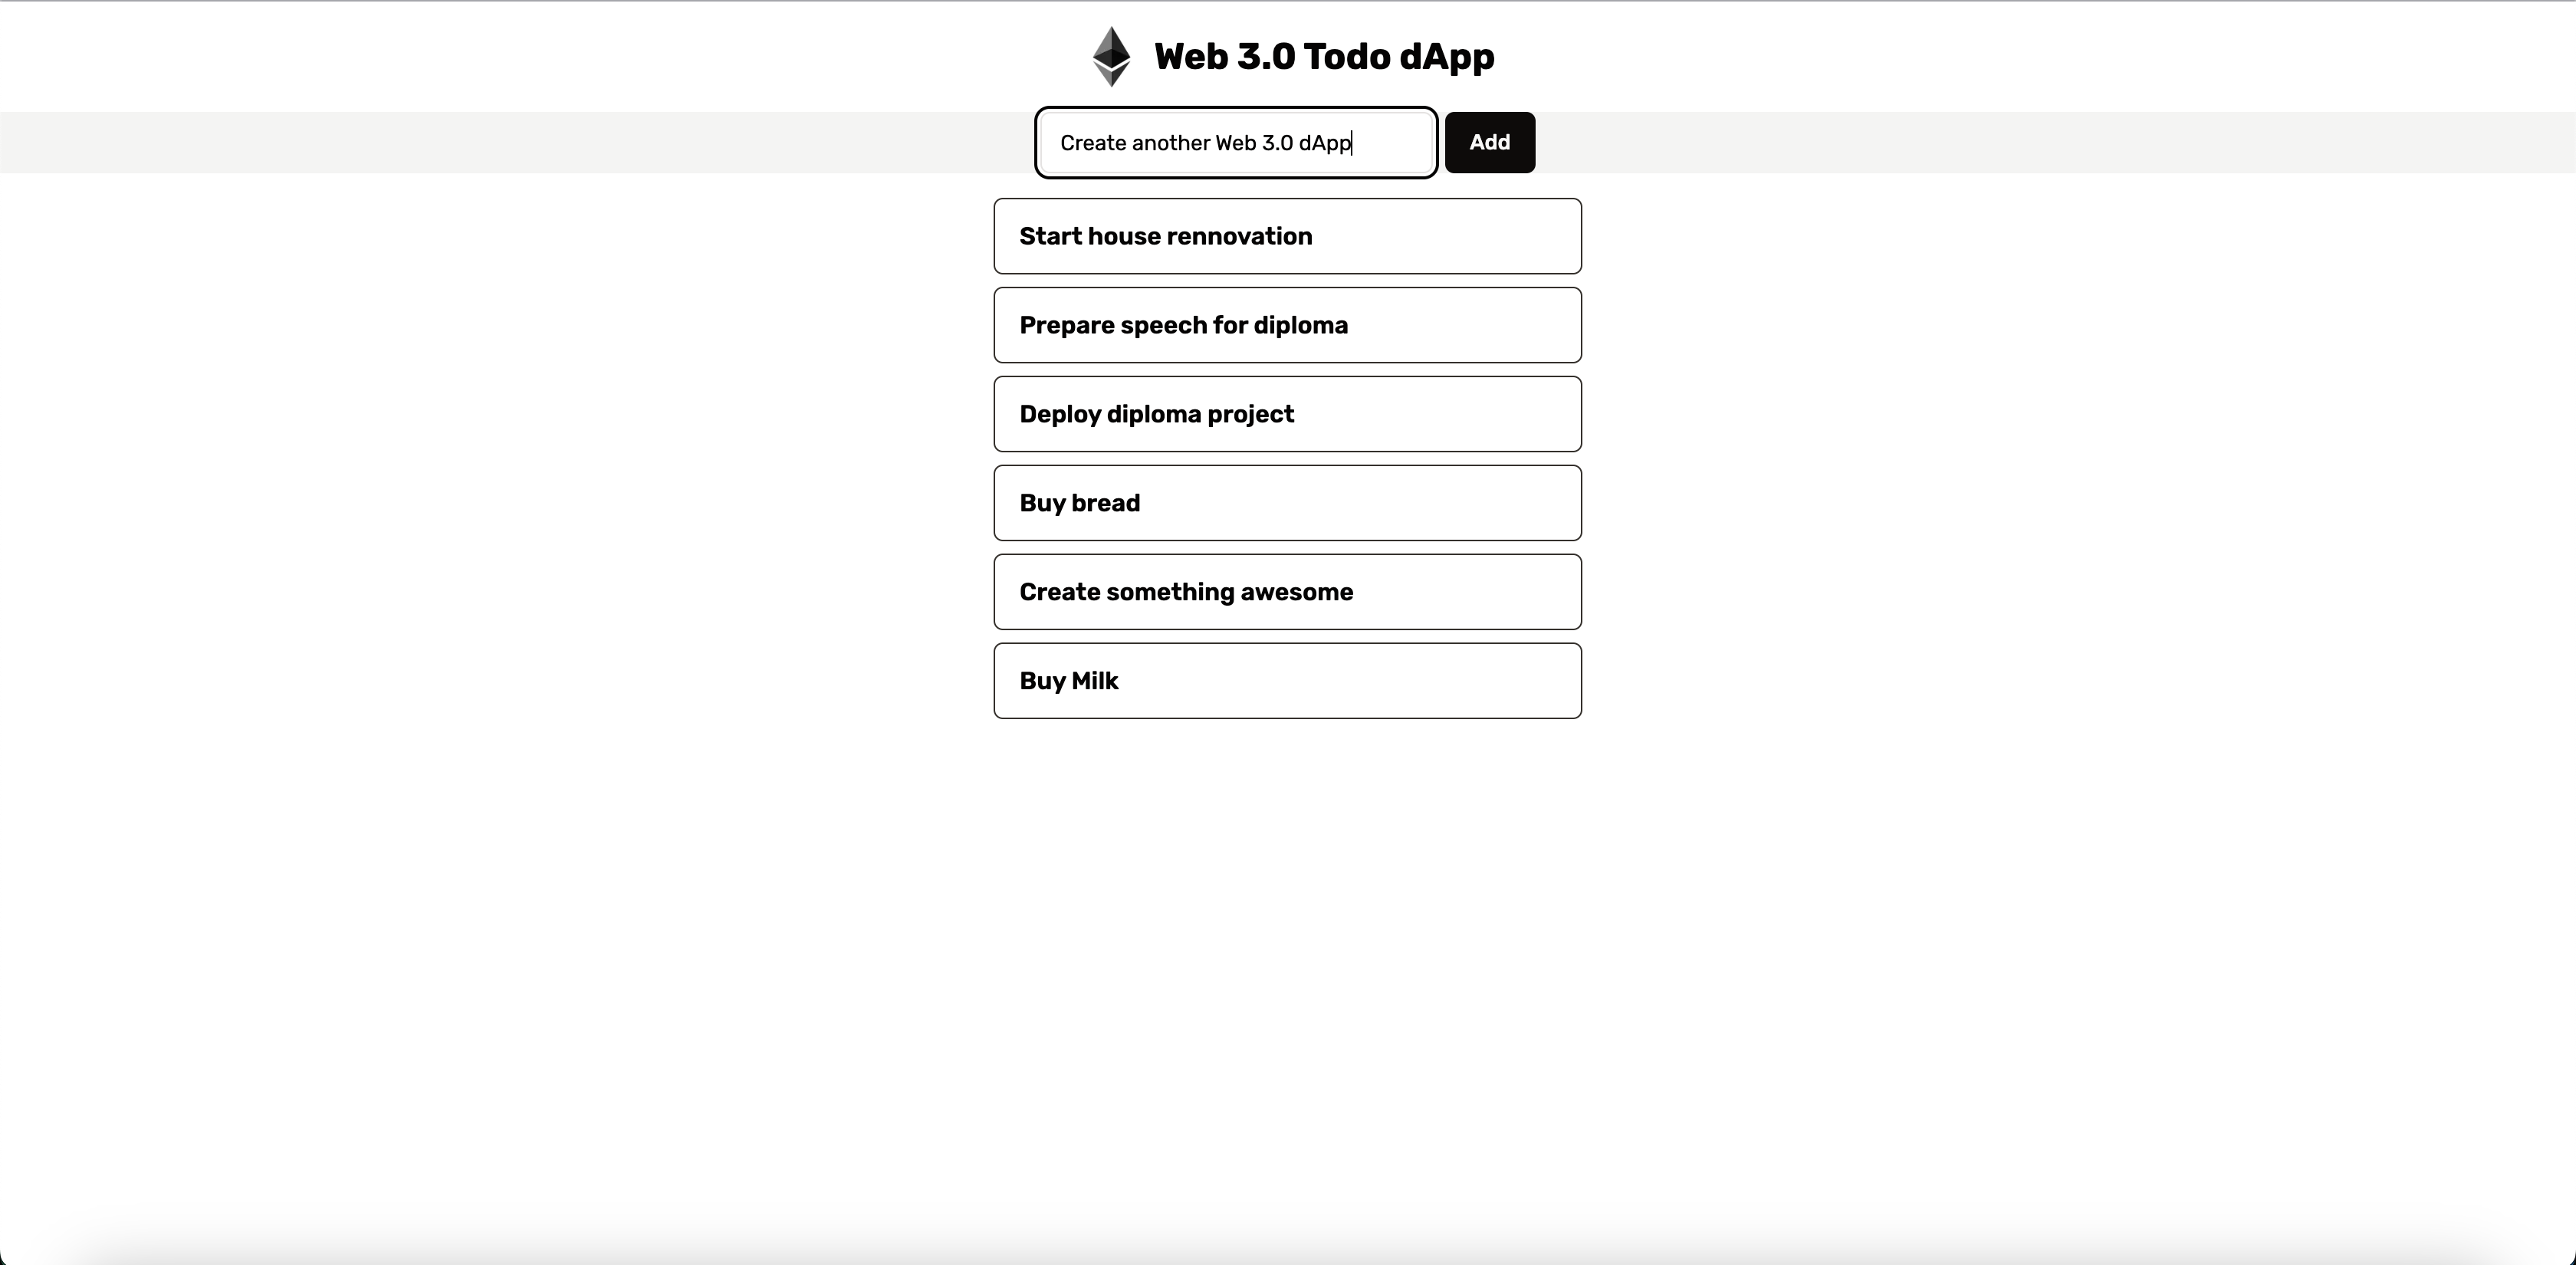 Web 3.0 Todo dApp
Create another Web 3.0 dApp
Add
Start house rennovation
Prepare speech for diploma
Deploy diploma project
Buy bread
Create something awesome
Buy Milk